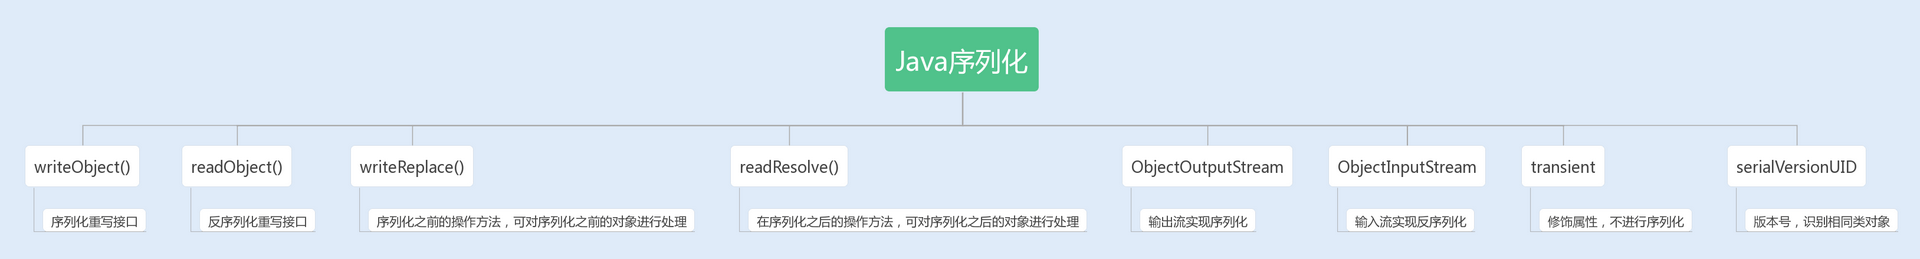 Java序列化
writeObject()
readObject()
writeReplace()
readResolve()
ObjectOutputStream
ObjectInputStream
transient
serialVersionUID
序列化重写接口
反序列化重写接口
序列化之前的操作方法，可对序列化之前的对象进行处理
在序列化之后的操作方法，可对序列化之后的对象进行处理
输出流实现序列化
输入流实现反序列化
修饰属性，不进行序列化
版本号，识别相同类对象